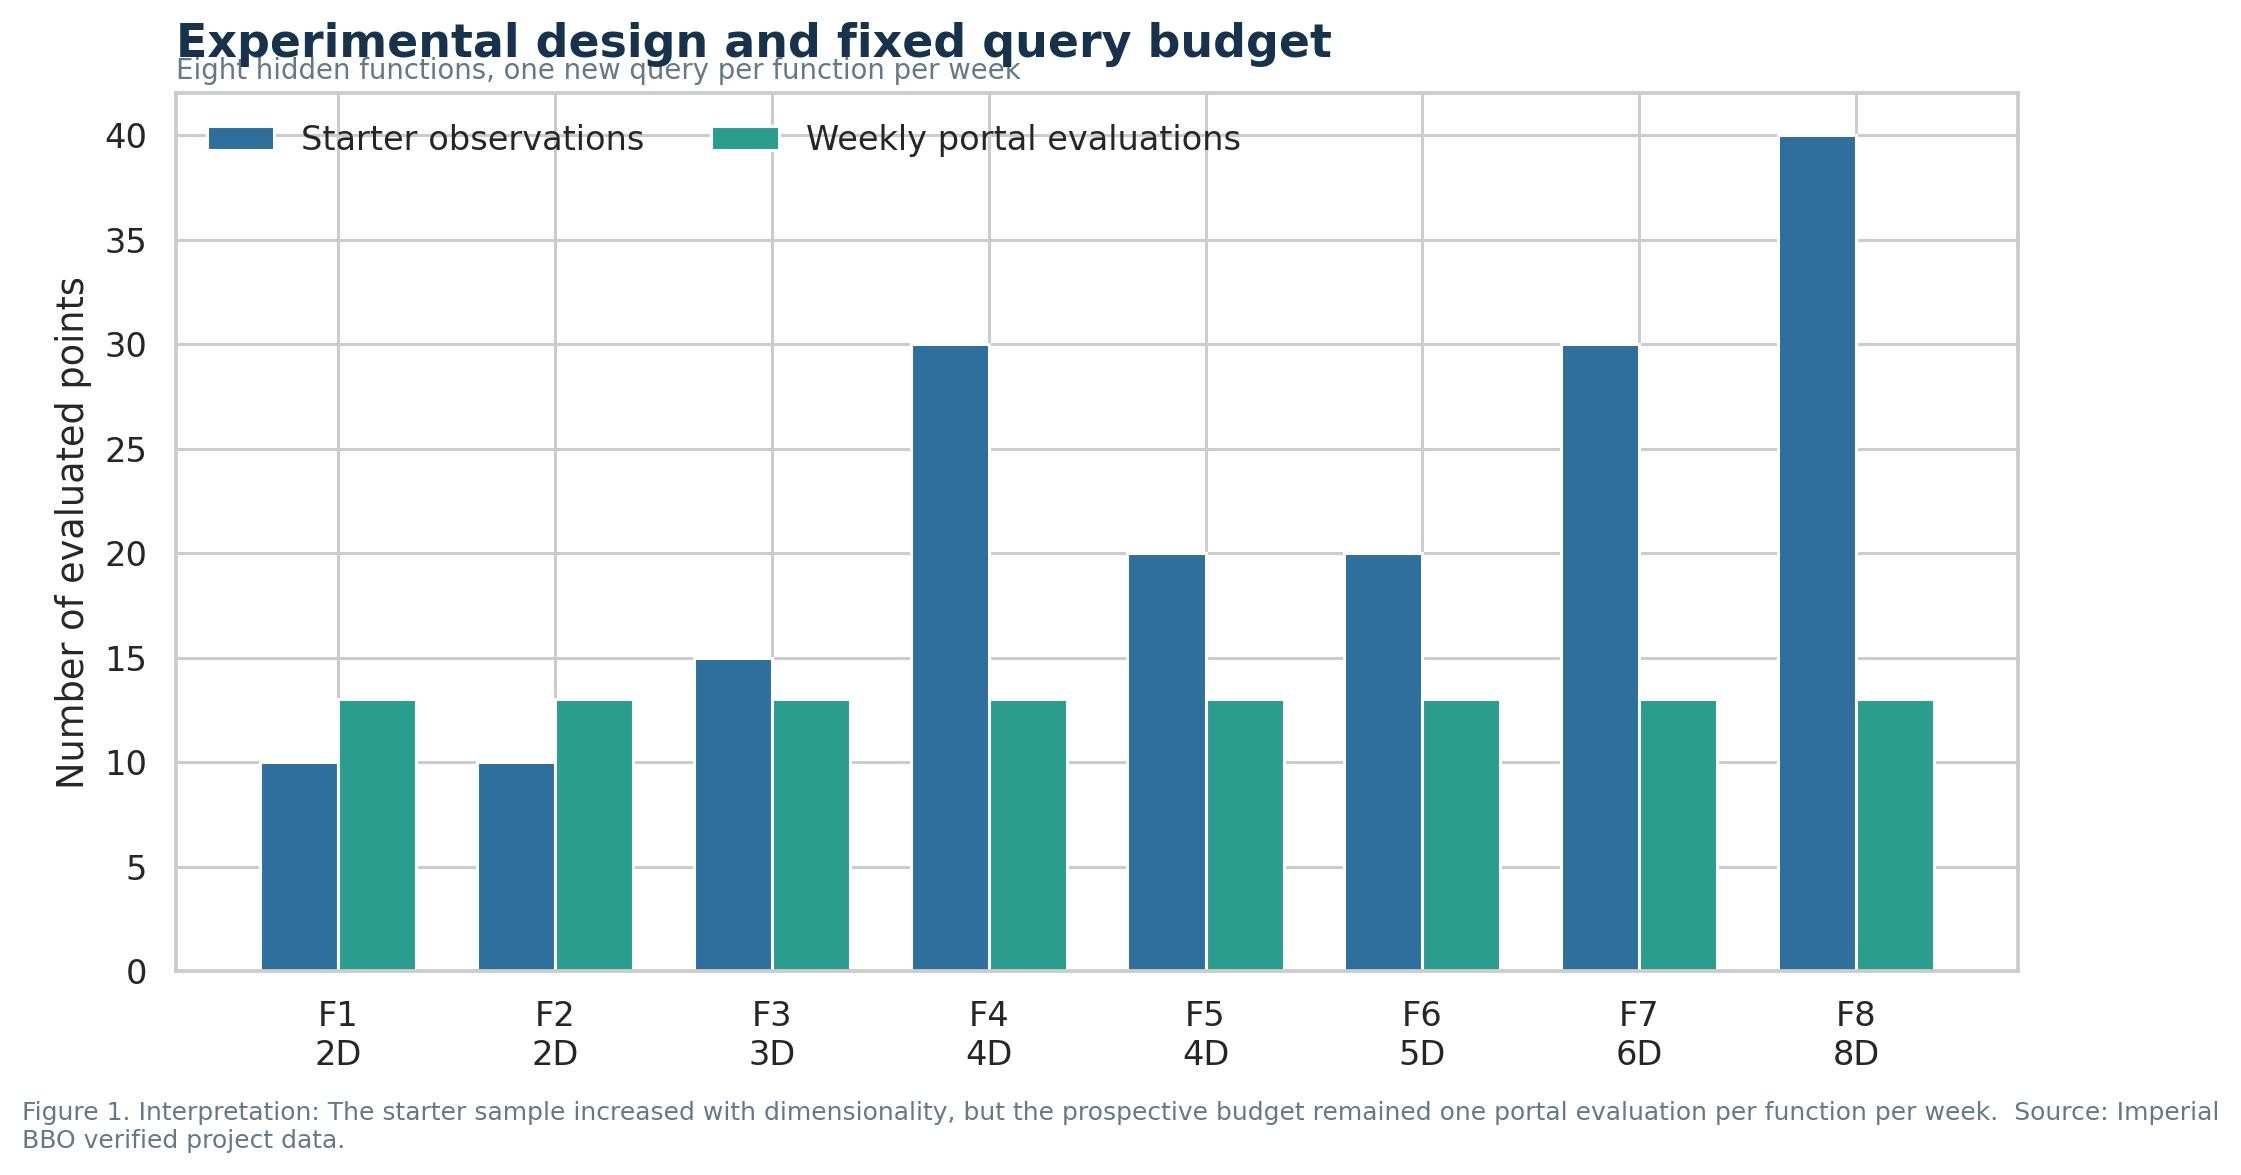 Experimental design and fixed query budget
Eight hidden functions, one new query per function per week
Starter observations
Weekly portal evaluations
Number of evaluated points
40
35
30
25
20
15
10
5
0
F1 F2 F3 F4 F5 F6 F7 F8
2D 2D 3D 4D 4D 5D 6D 8D
Figure 1. Interpretation: The starter sample increased with dimensionality, but the prospective budget remained one portal evaluation per function per week.  Source: Imperial
BBO verified project data.